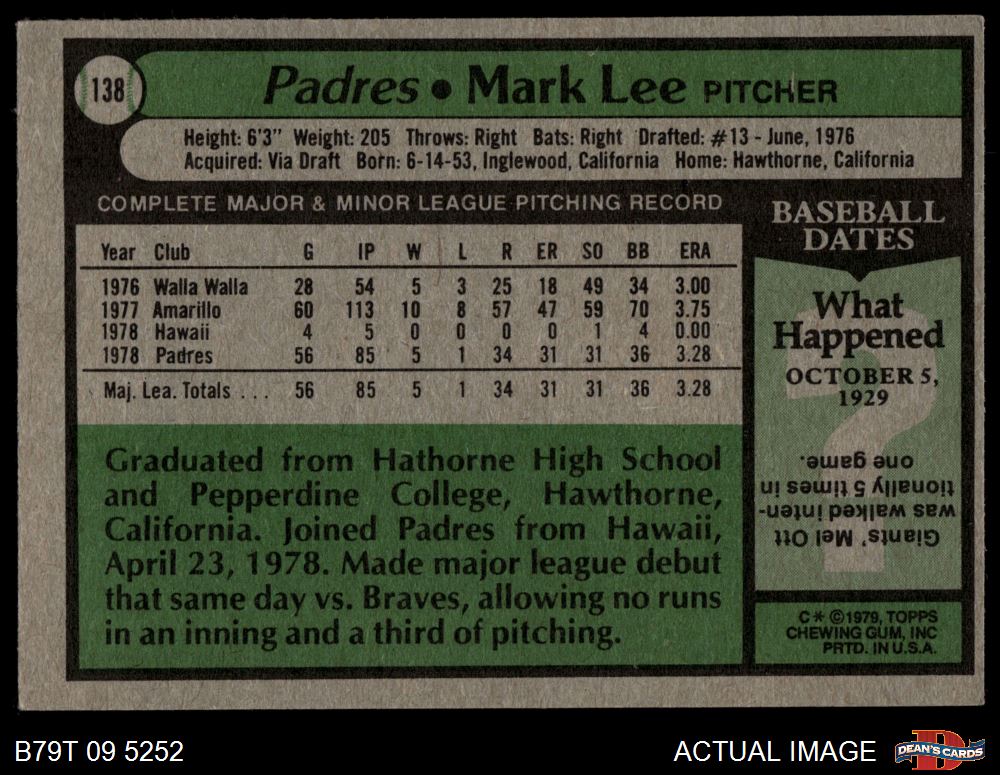 138
Padres • Mark Lee PITCHER
Height: 6'3" Weight: 205 Throws: Right Bats: Right Drafted: #13 - June, 1976
Acquired: Via Draft Born: 6-14-53, Inglewood, California Home: Hawthorne, California
COMPLETE MAJOR & MINOR LEAGUE PITCHING RECORD
Year Club G IP W L R ER SO BB ERA
1976 Walla Walla 28 54 5 3 25 18 49 34 3.00
1977 Amarillo 60 113 10 8 57 47 59 70 3.75
1978 Hawaii 4 5 0 0 0 0 1 4 0.00
1978 Padres 56 85 5 1 34 31 31 36 3.28
Maj. Lea. Totals . . . 56 85 5 1 34 31 31 36 3.28
Graduated from Hathorne High School
and Pepperdine College, Hawthorne,
California. Joined Padres from Hawaii,
April 23, 1978. Made major league debut
that same day vs. Braves, allowing no runs
in an inning and a third of pitching.
BASEBALL
DATES
What
Happened
OCTOBER 5,
1929
?
Giants' Mel Ott
was walked inten-
tionally 5 times in
one game.
C* ©1979, TOPPS
CHEWING GUM, INC
PRTD. IN U.S.A.
B79T 09 5252
ACTUAL IMAGE
D
DEAN'S CARDS